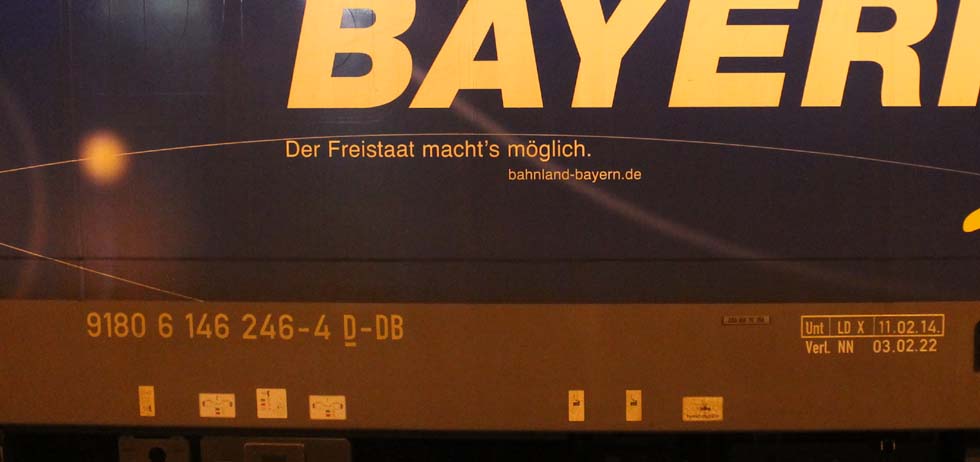 BAYER
Der Freistaat macht's möglich.
bahnland-bayern.de
9180 6 146 246-4 D-DB
Unt LD X 11.02.14.
Verl. NN 03.02.22